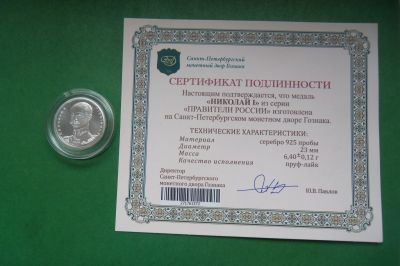 Санкт-Петербургский
монетный двор Гознака
СЕРТИФИКАТ ПОДЛИННОСТИ
Настоящим подтверждается, что медаль
«НИКОЛАЙ I» из серии
«ПРАВИТЕЛИ РОССИИ» изготовлена
на Санкт-Петербургском монетном дворе Гознака.
ТЕХНИЧЕСКИЕ ХАРАКТЕРИСТИКИ:
Материал серебро 925 пробы
Диаметр 23 мм
Масса 6,40±0,12 г
Качество исполнения пруф-лайк
Директор
Санкт-Петербургского
монетного двора Гознака
Ю.В. Павлов